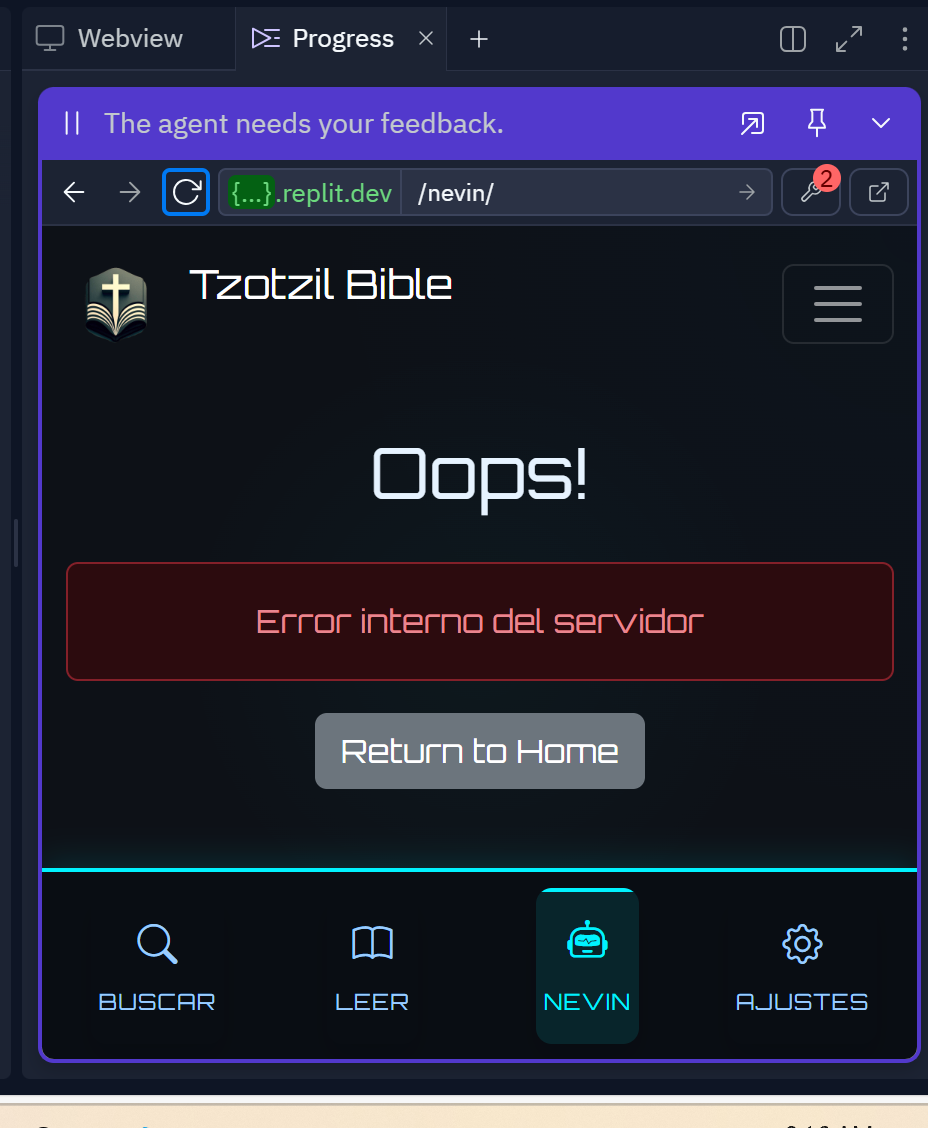 Webview
Progress
The agent needs your feedback.
{...}.replit.dev /nevin/
2
Tzotzil Bible
Oops!
Error interno del servidor
Return to Home
BUSCAR LEER NEVIN AJUSTES